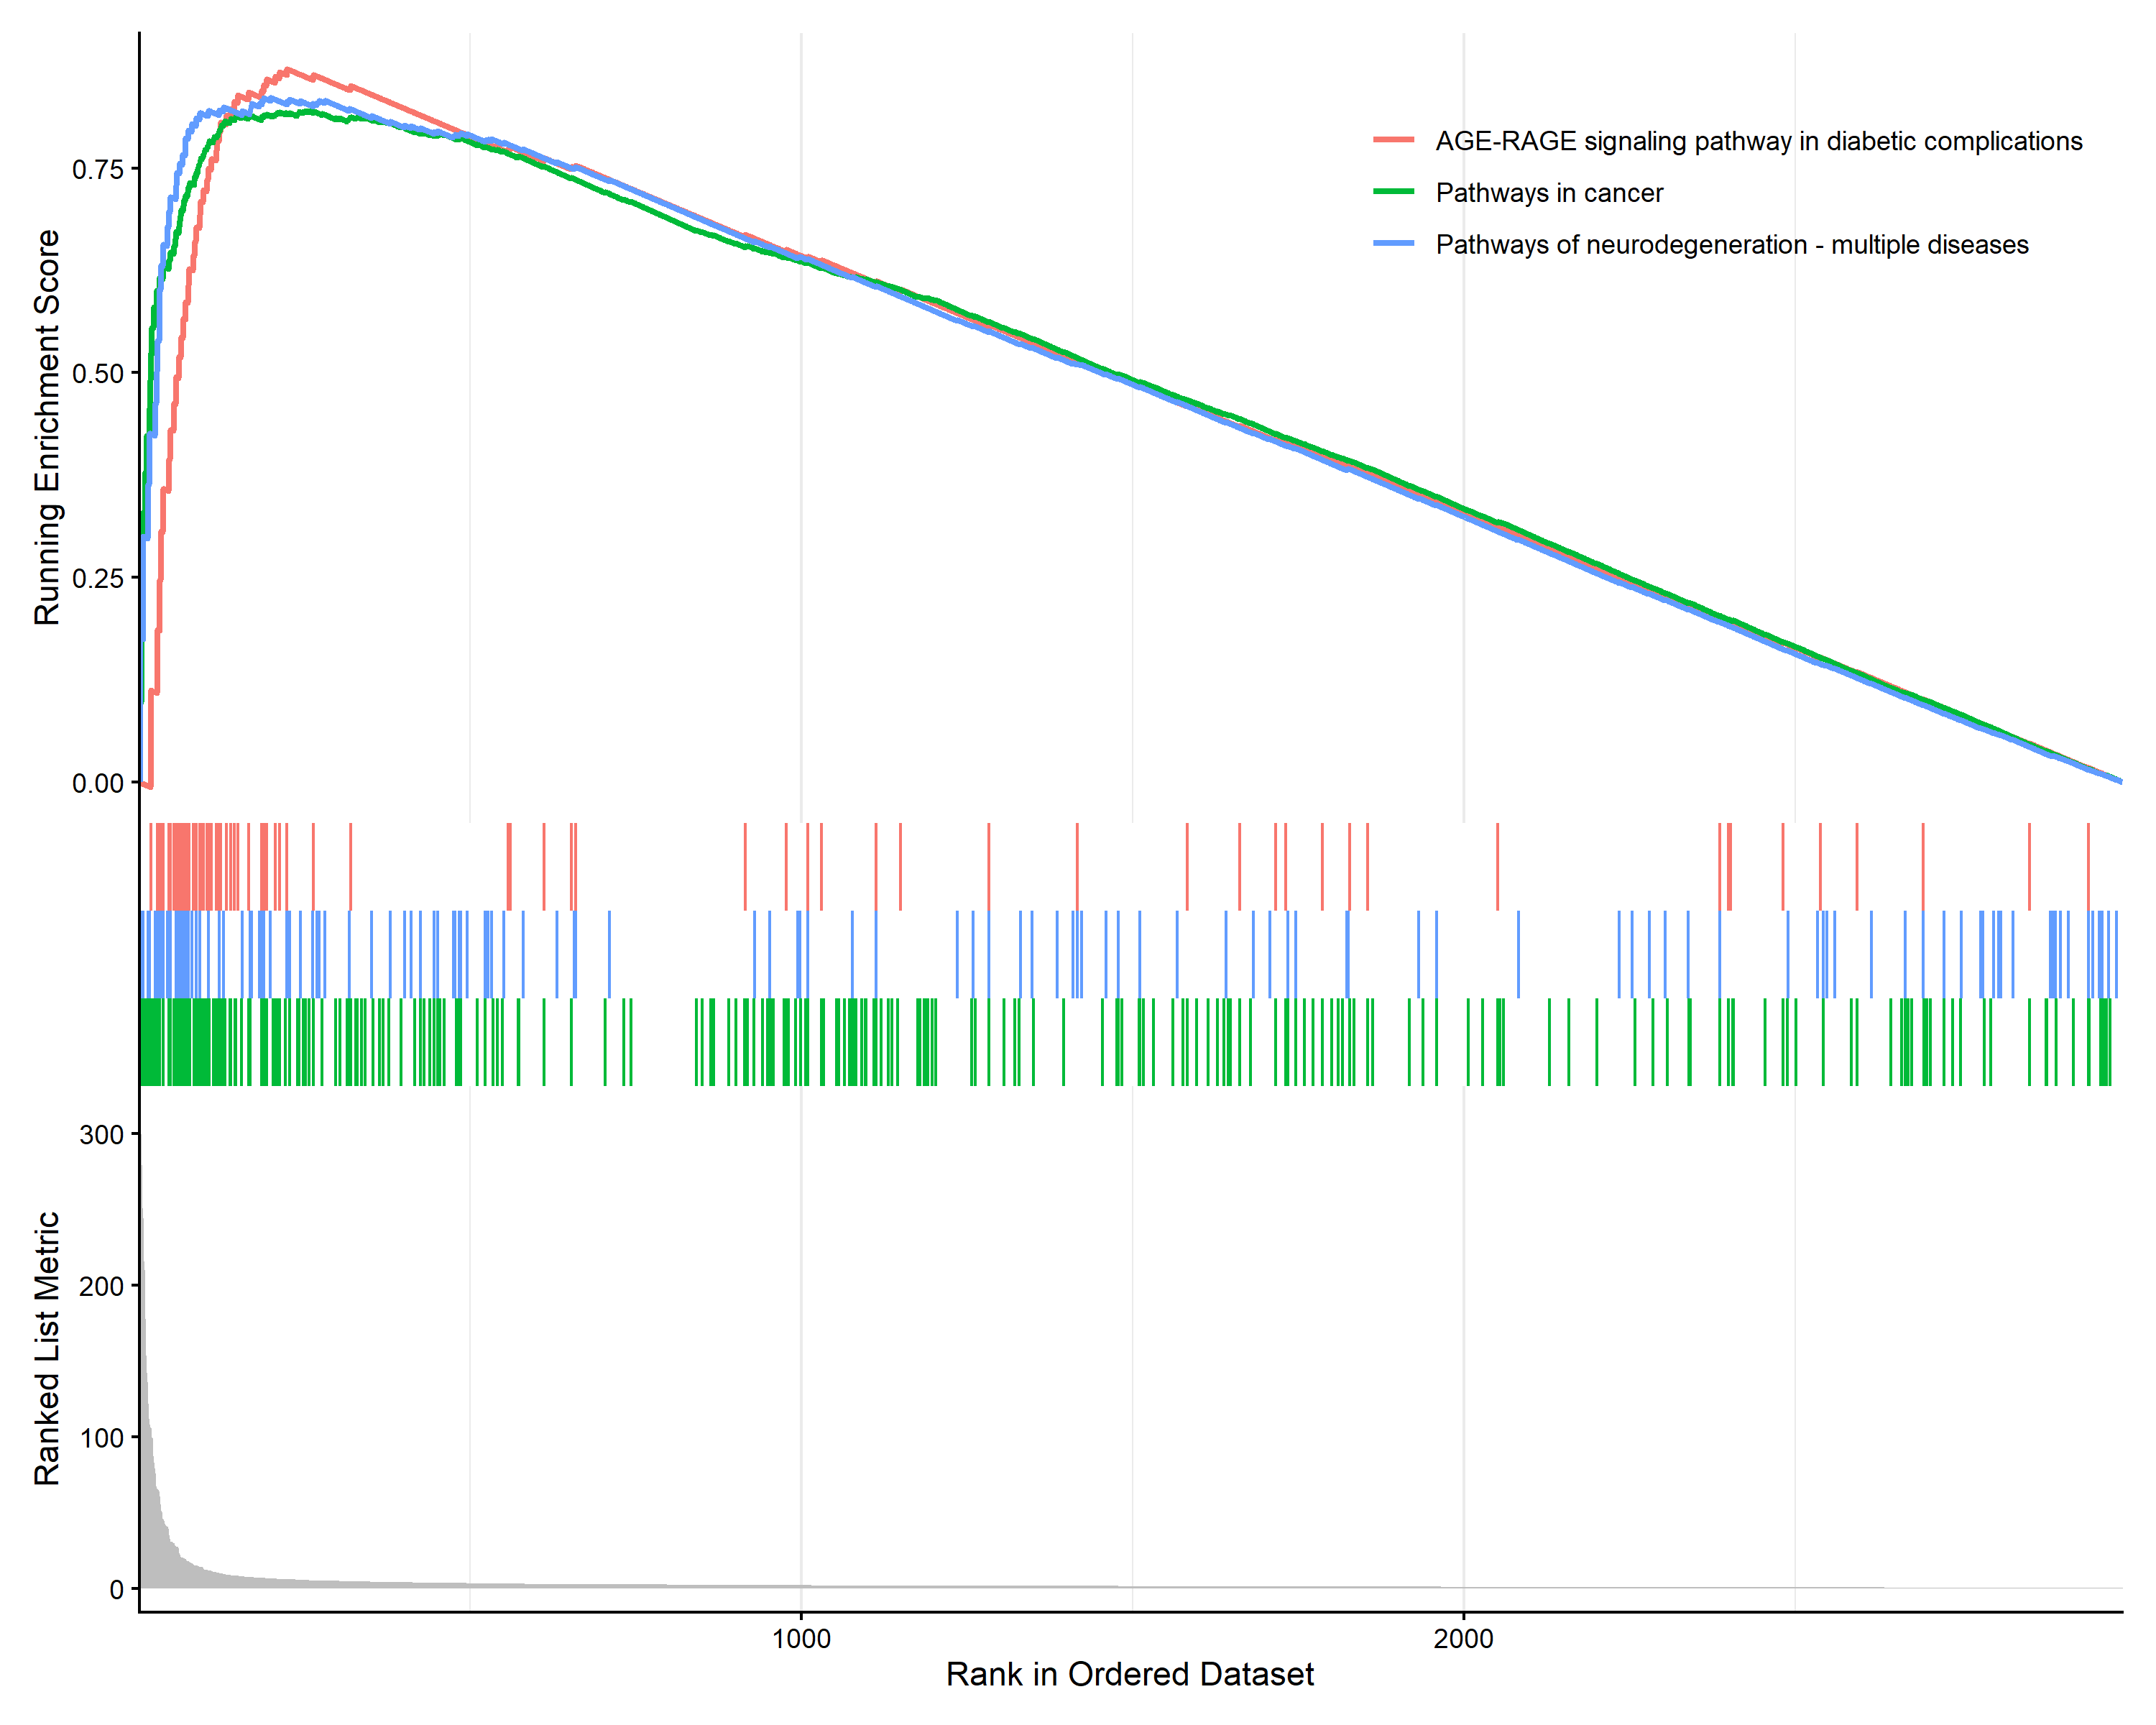 Running Enrichment Score
0.75
0.50
0.25
0.00
AGE-RAGE signaling pathway in diabetic complications
Pathways in cancer
Pathways of neurodegeneration - multiple diseases
Ranked List Metric
300
200
100
0
1000
2000
Rank in Ordered Dataset